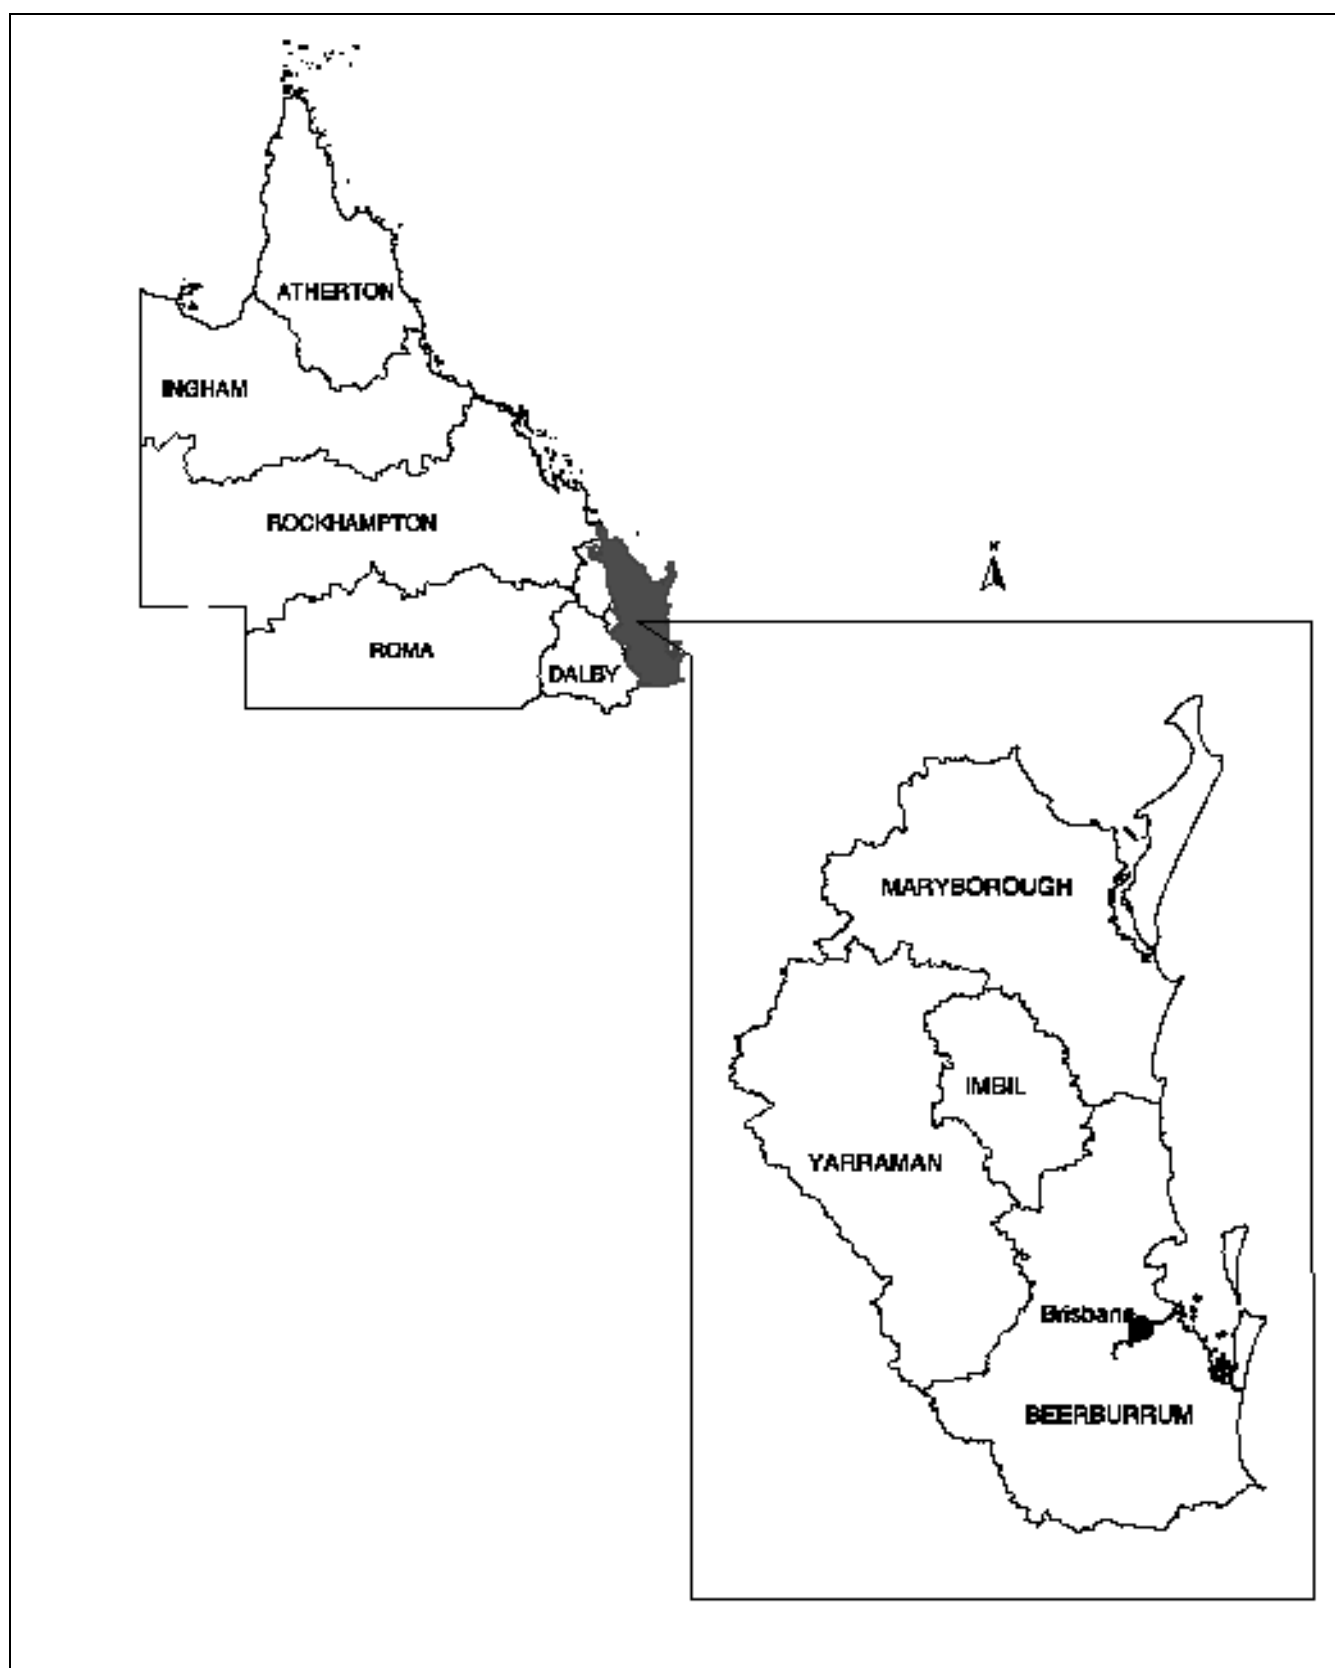 ATHERTON
INGHAM
ROCKHAMPTON
N
ROMA
DALBY
MARYBOROUGH
IMBIL
YARRAMAN
Brisbane
BEERBURRUM